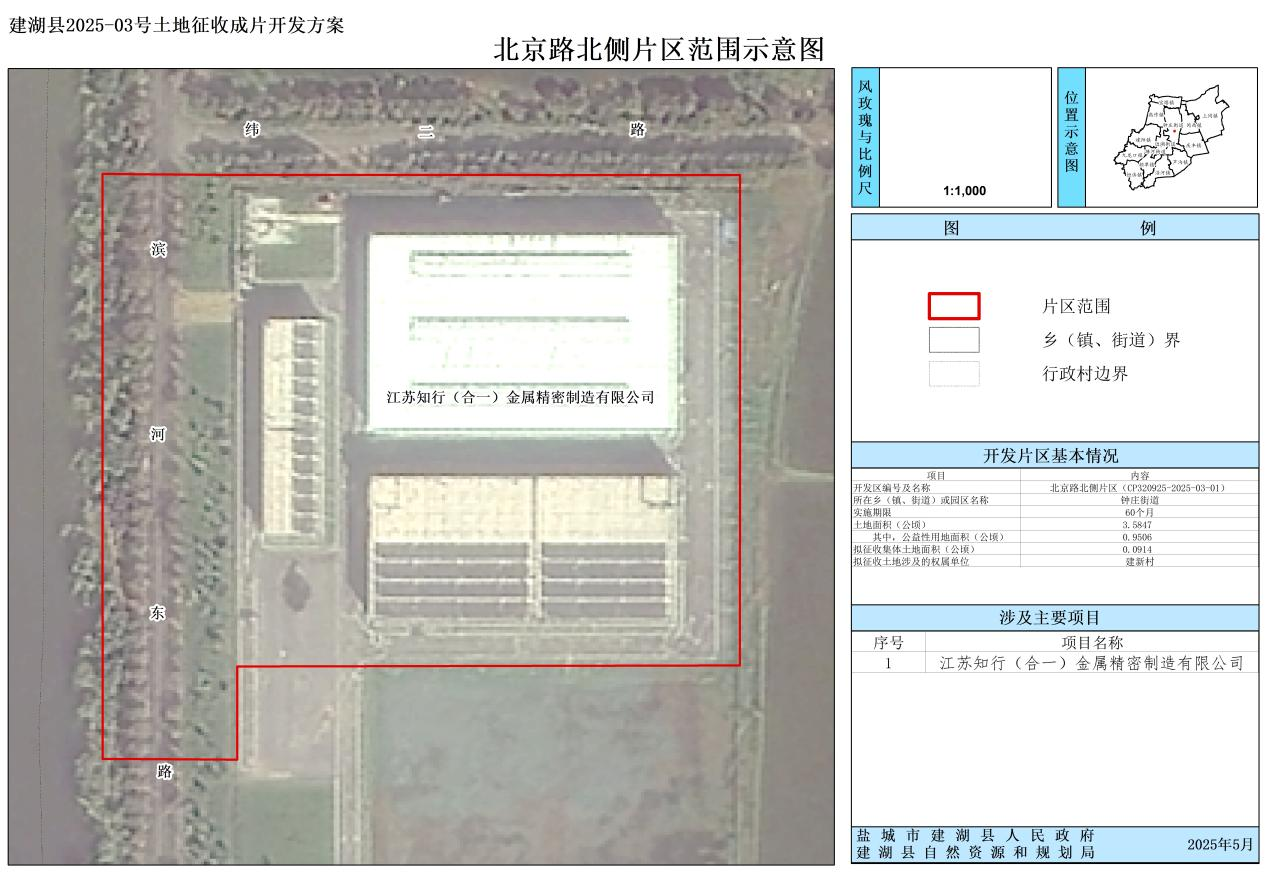 建湖县2025-03号土地征收成片开发方案
北京路北侧片区范围示意图
纬二路
滨河东路
江苏知行（合一）金属精密制造有限公司
风玫瑰与比例尺
1:1,000
位置示意图
图例
片区范围
乡（镇、街道）界
行政村边界
开发片区基本情况
项目 内容
开发区编号及名称 北京路北侧片区（CP320925-2025-03-01）
所在乡（镇、街道）或园区名称 钟庄街道
实施期限 60个月
土地面积（公顷） 3.5847
其中，公益性用地面积（公顷） 0.9506
拟征收集体土地面积（公顷） 0.0914
拟征收土地涉及的权属单位 建新村
涉及主要项目
序号 项目名称
1 江苏知行（合一）金属精密制造有限公司
盐城市建湖县人民政府
建湖县自然资源和规划局
2025年5月